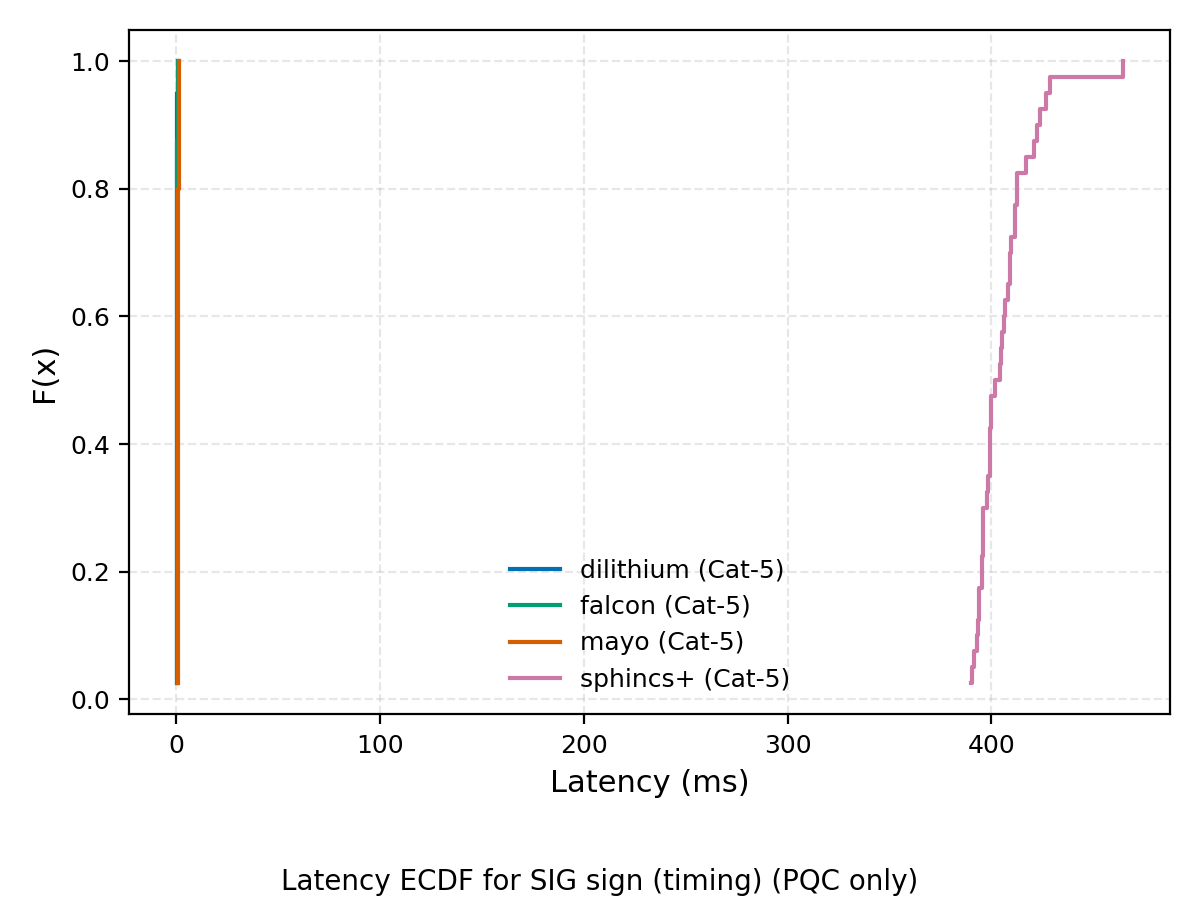 1.0
0.8
0.6
0.4
0.2
0.0
F(x)
dilithium (Cat-5)
falcon (Cat-5)
mayo (Cat-5)
sphincs+ (Cat-5)
0 100 200 300 400
Latency (ms)
Latency ECDF for SIG sign (timing) (PQC only)